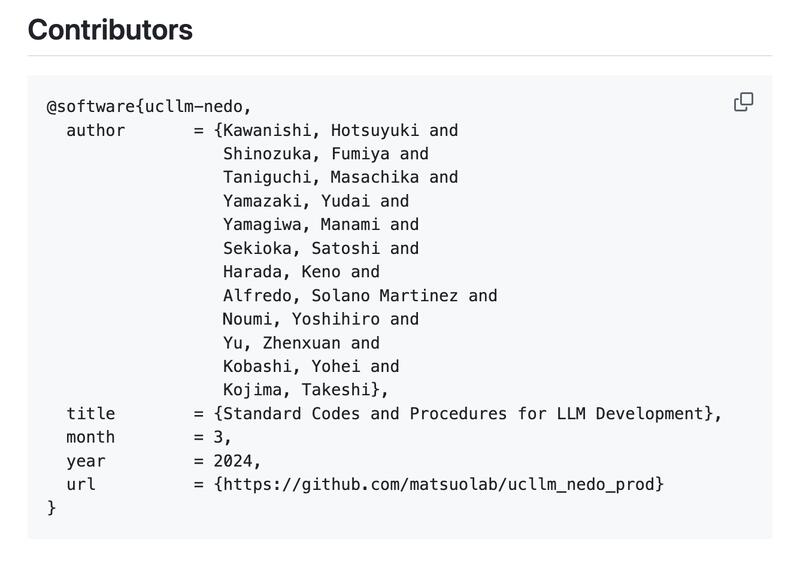 Contributors
@software{ucllm-nedo,
  author       = {Kawanishi, Hotsuyuki and
                  Shinozuka, Fumiya and
                  Taniguchi, Masachika and
                  Yamazaki, Yudai and
                  Yamagiwa, Manami and
                  Sekioka, Satoshi and
                  Harada, Keno and
                  Alfredo, Solano Martinez and
                  Noumi, Yoshihiro and
                  Yu, Zhenxuan and
                  Kobashi, Yohei and
                  Kojima, Takeshi},
  title        = {Standard Codes and Procedures for LLM Development},
  month        = 3,
  year         = 2024,
  url          = {https://github.com/matsuolab/ucllm_nedo_prod}
}